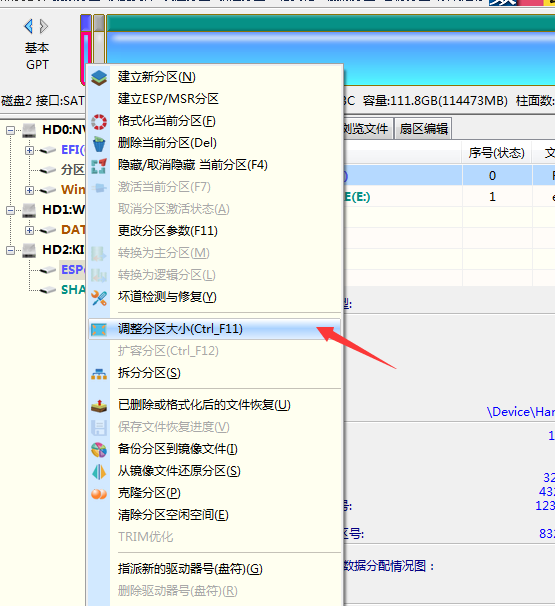 基本
GPT
磁盘2 接口:SAT
3C 容量:111.8GB(114473MB) 柱面数:
HD0:NV
EFI(
分区
Win
HD1:W
DAT
HD2:KI
ESP(
SHA
浏览文件 扇区编辑
序号(状态) 文
0
E(E:) 1 e
建立新分区(N)
建立ESP/MSR分区
格式化当前分区(F)
删除当前分区(Del)
隐藏/取消隐藏 当前分区(F4)
激活当前分区(F7)
取消分区激活状态(A)
更改分区参数(F11)
转换为主分区(M)
转换为逻辑分区(L)
坏道检测与修复(Y)
调整分区大小(Ctrl_F11)
扩容分区(Ctrl_F12)
拆分分区(S)
已删除或格式化后的文件恢复(U)
保存文件恢复进度(V)
备份分区到镜像文件(I)
从镜像文件还原分区(S)
克隆分区(P)
清除分区空闲空间(E)
TRIM优化
指派新的驱动器号(盘符)(G)
删除驱动器号(盘符)(R)
型:
\Device\Har
1
32
432
号: 123
区号: 832
数据分配情况图：